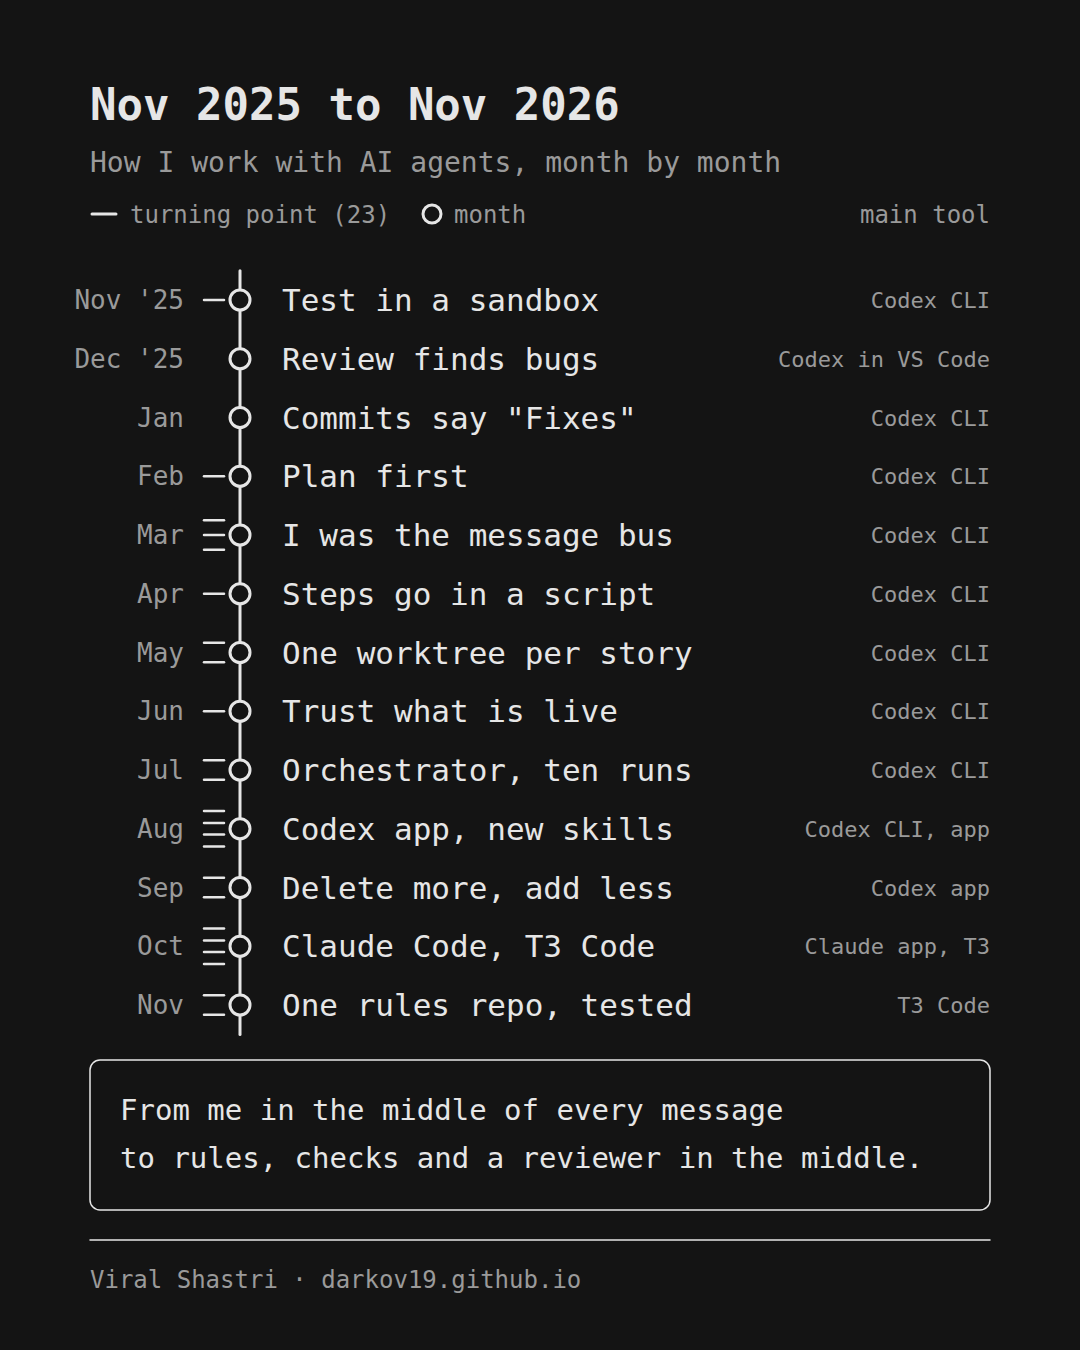 Nov 2025 to Nov 2026
How I work with AI agents, month by month
turning point (23) month main tool
Nov '25 Test in a sandbox Codex CLI
Dec '25 Review finds bugs Codex in VS Code
Jan Commits say "Fixes" Codex CLI
Feb Plan first Codex CLI
Mar I was the message bus Codex CLI
Apr Steps go in a script Codex CLI
May One worktree per story Codex CLI
Jun Trust what is live Codex CLI
Jul Orchestrator, ten runs Codex CLI
Aug Codex app, new skills Codex CLI, app
Sep Delete more, add less Codex app
Oct Claude Code, T3 Code Claude app, T3
Nov One rules repo, tested T3 Code
From me in the middle of every message
to rules, checks and a reviewer in the middle.
Viral Shastri · darkov19.github.io